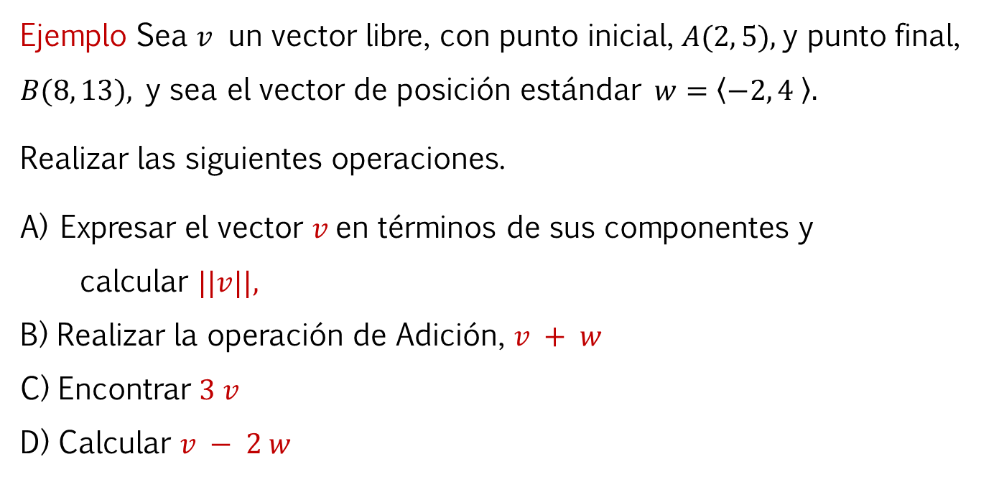 Ejemplo Sea v un vector libre, con punto inicial, A(2, 5), y punto final,
B(8, 13), y sea el vector de posición estándar w = ⟨−2, 4 ⟩.
Realizar las siguientes operaciones.
A) Expresar el vector v en términos de sus componentes y
calcular ||v||,
B) Realizar la operación de Adición, v + w
C) Encontrar 3 v
D) Calcular v − 2 w